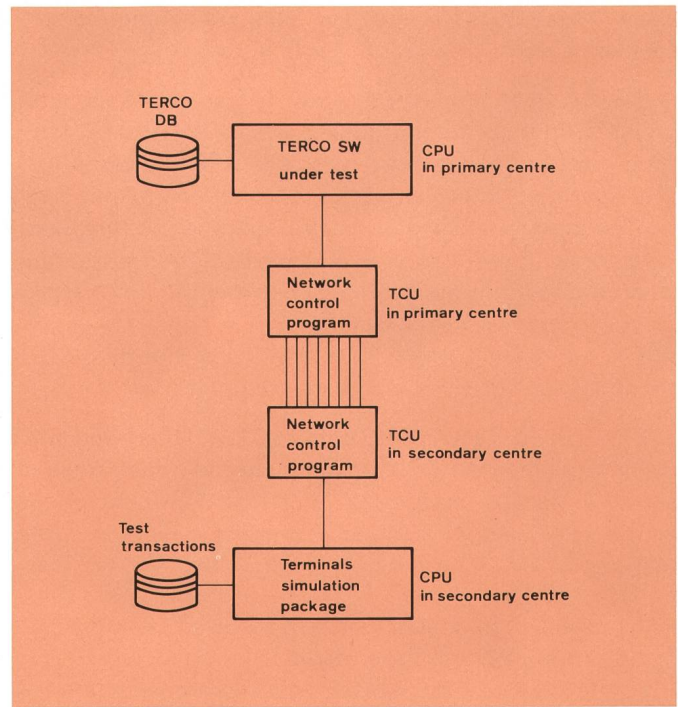 TERCO
DB
TERCO SW
under test
CPU
in primary centre
Network
control
program
TCU
in primary centre
Network
control
program
TCU
in secondary centre
Test
transactions
Terminals
simulation
package
CPU
in secondary centre